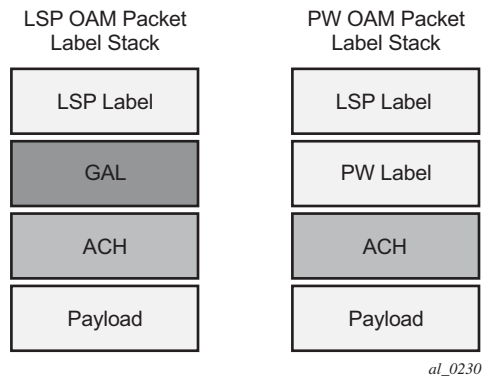 LSP OAM Packet
Label Stack
LSP Label
GAL
ACH
Payload
PW OAM Packet
Label Stack
LSP Label
PW Label
ACH
Payload
al_0230